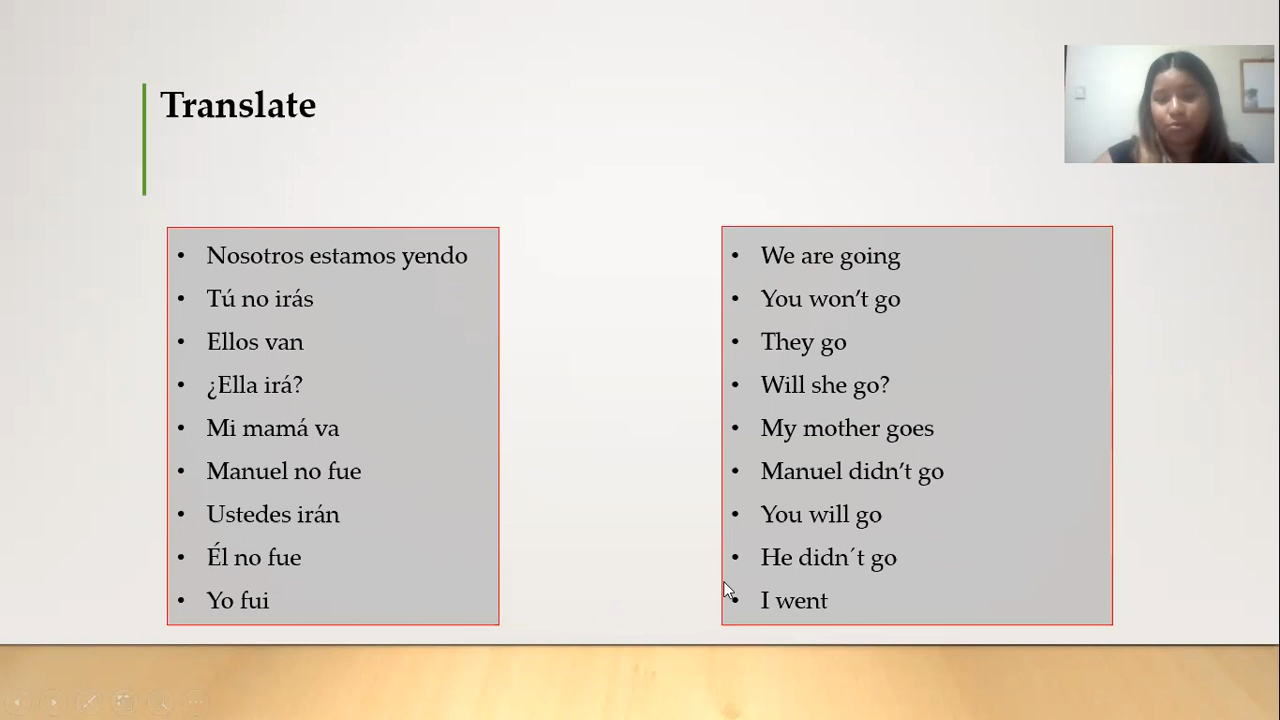 Translate
• Nosotros estamos yendo
• Tú no irás
• Ellos van
• ¿Ella irá?
• Mi mamá va
• Manuel no fue
• Ustedes irán
• Él no fue
• Yo fui
• We are going
• You won’t go
• They go
• Will she go?
• My mother goes
• Manuel didn’t go
• You will go
• He didn´t go
• I went